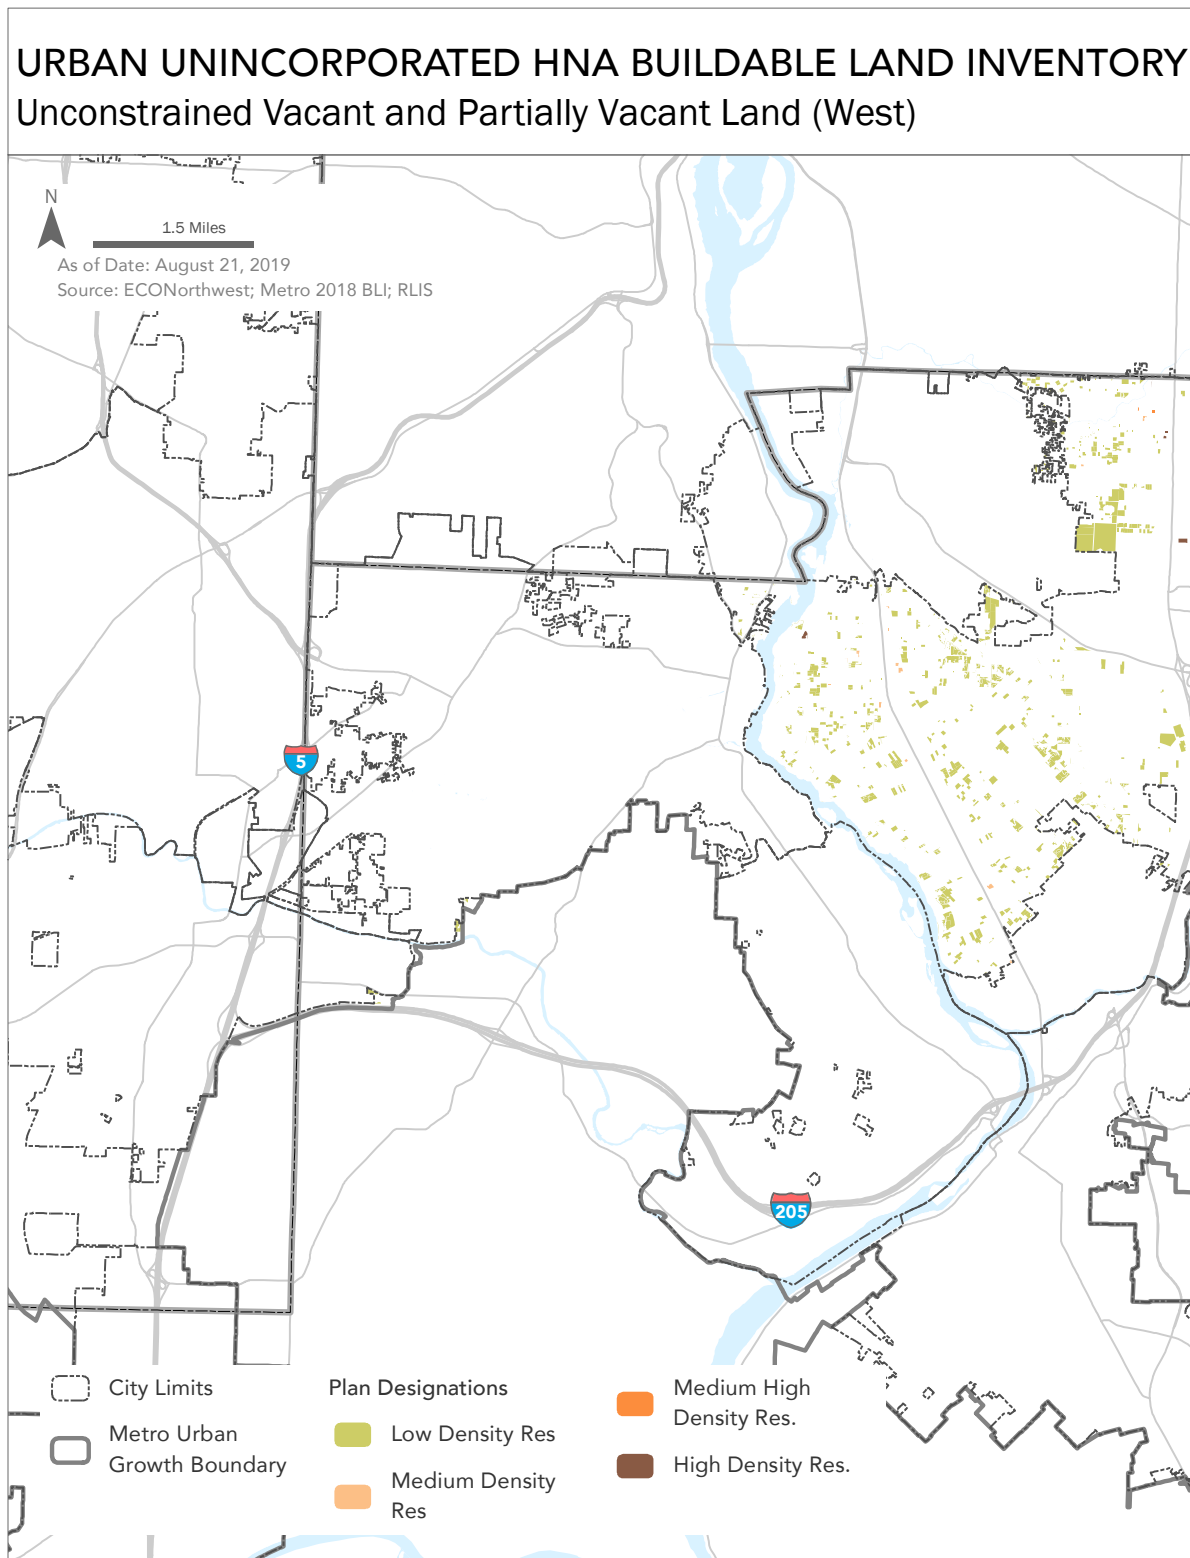 URBAN UNINCORPORATED HNA BUILDABLE LAND INVENTORY
Unconstrained Vacant and Partially Vacant Land (West)
N
1.5 Miles
As of Date: August 21, 2019
Source: ECONorthwest; Metro 2018 BLI; RLIS
5
205
City Limits
Metro Urban
Growth Boundary
Plan Designations
Low Density Res
Medium Density
Res
Medium High
Density Res.
High Density Res.